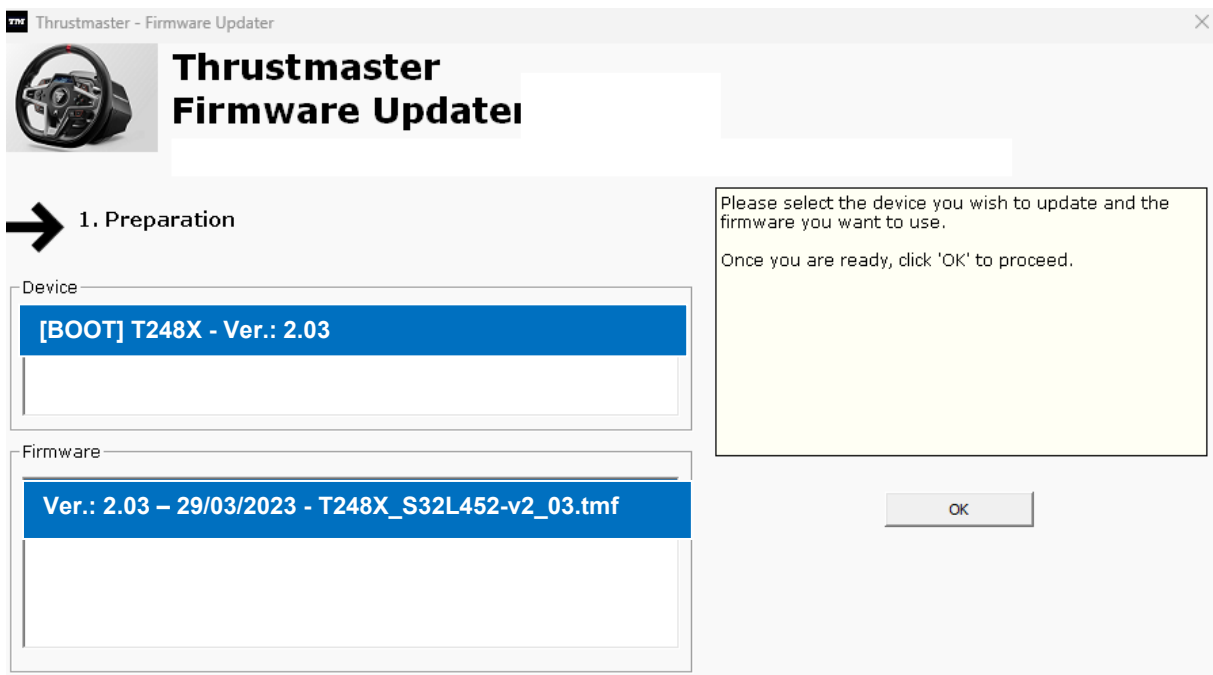 Thrustmaster - Firmware Updater
Thrustmaster
Firmware Updater
1. Preparation
Please select the device you wish to update and the
firmware you want to use.
Once you are ready, click 'OK' to proceed.
Device
[BOOT] T248X - Ver.: 2.03
Firmware
Ver.: 2.03 – 29/03/2023 - T248X_S32L452-v2_03.tmf
OK